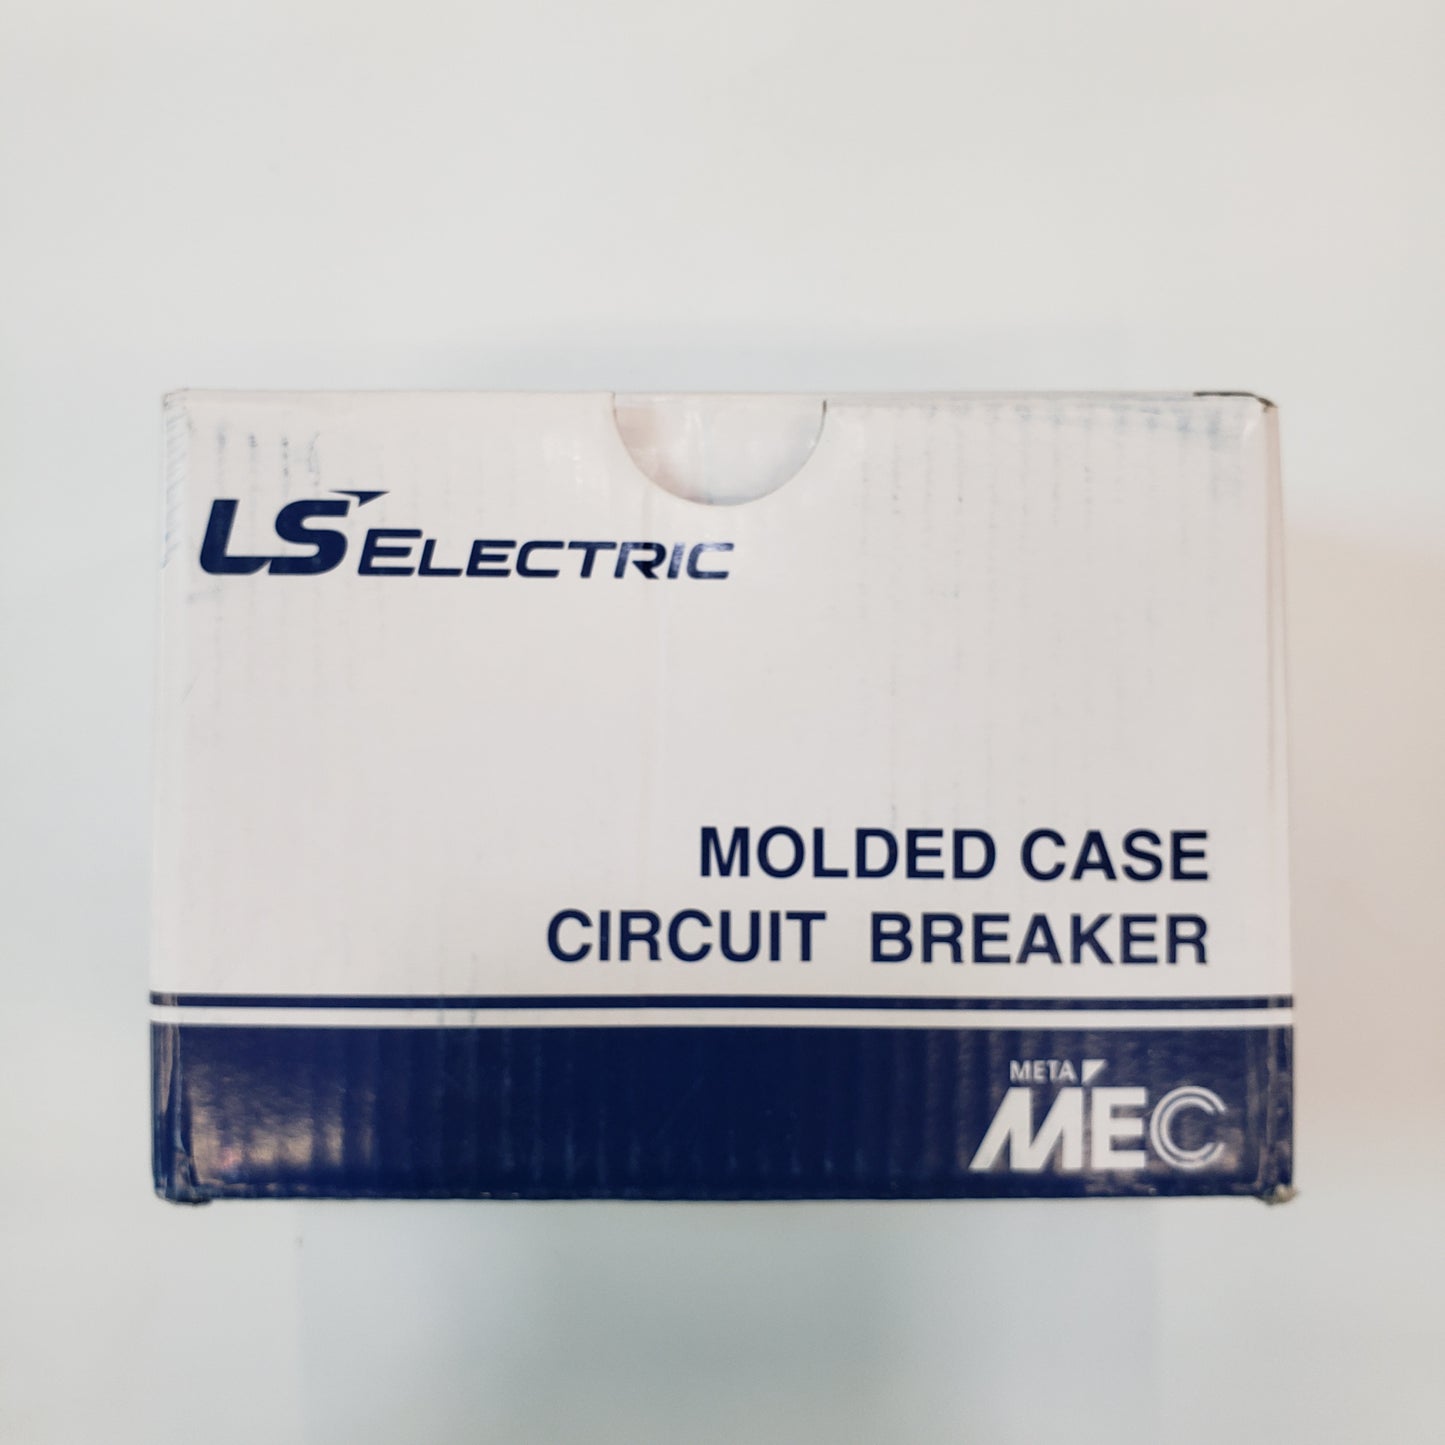 LS ELECTRIC
MOLDED CASE
CIRCUIT BREAKER
META
MEC